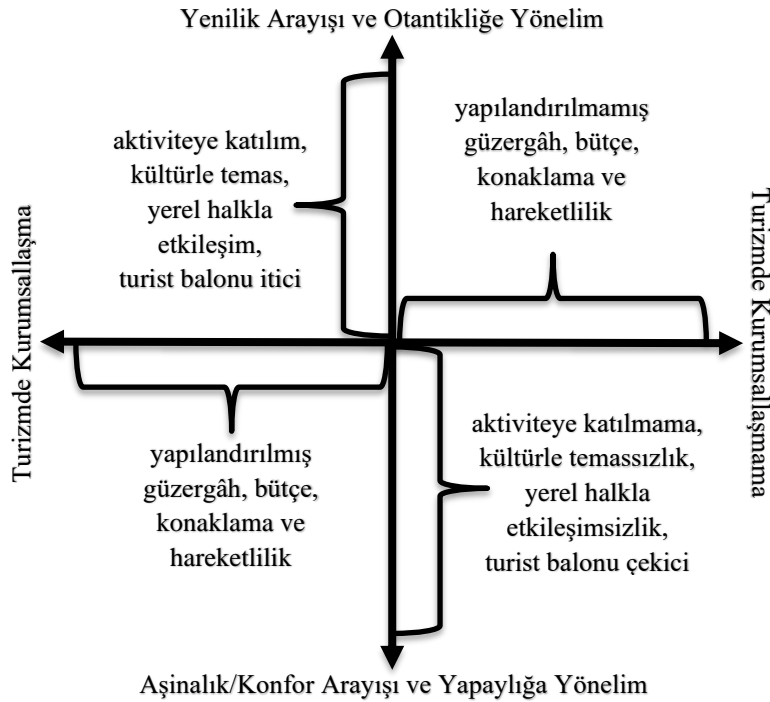 Yenilik Arayışı ve Otantikliğe Yönelim
aktiviteye katılım,
kültürle temas,
yerel halkla
etkileşim,
turist balonu itici
yapılandırılmamış
güzergâh, bütçe,
konaklama ve
hareketlilik
Turizmde Kurumsallaşma
Turizmde Kurumsallaşmama
yapılandırılmış
güzergâh, bütçe,
konaklama ve
hareketlilik
aktiviteye katılmama,
kültürle temassızlık,
yerel halkla
etkileşimsizlik,
turist balonu çekici
Aşinalık/Konfor Arayışı ve Yapaylığa Yönelim